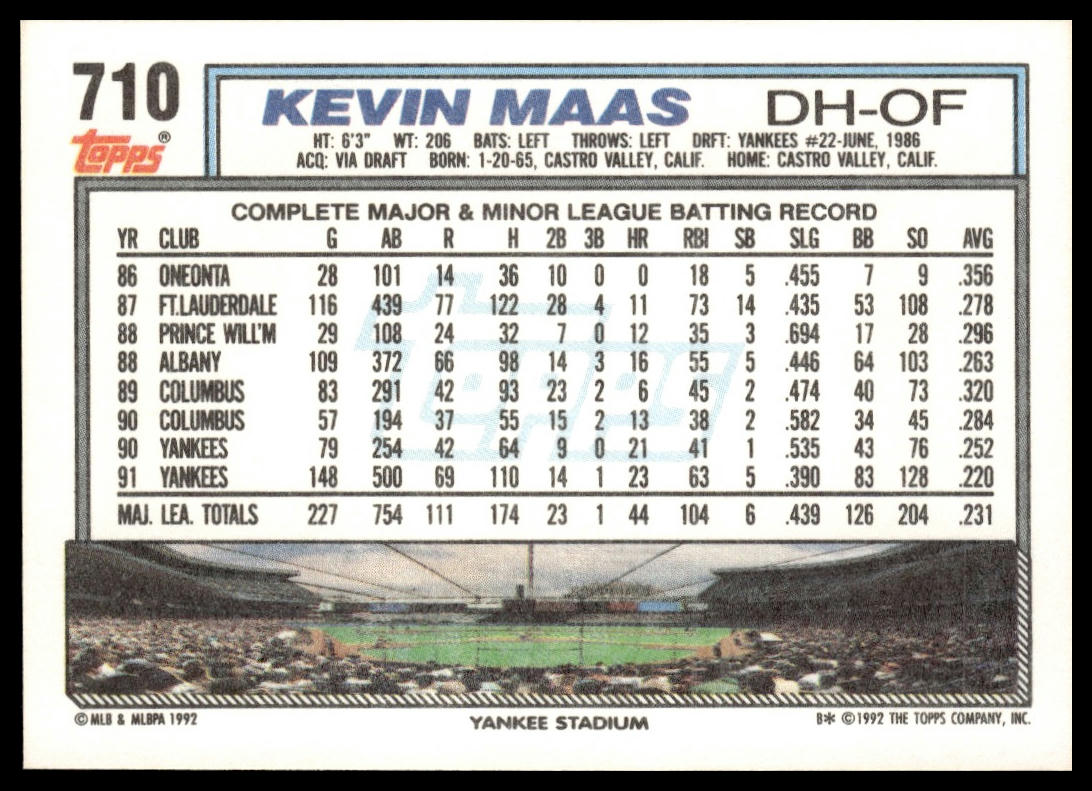 710
KEVIN MAAS DH-OF
topps®
HT: 6'3" WT: 206 BATS: LEFT THROWS: LEFT DRFT: YANKEES #22-JUNE, 1986
ACQ: VIA DRAFT BORN: 1-20-65, CASTRO VALLEY, CALIF. HOME: CASTRO VALLEY, CALIF.
COMPLETE MAJOR & MINOR LEAGUE BATTING RECORD
YR CLUB G AB R H 2B 3B HR RBI SB SLG BB SO AVG
86 ONEONTA 28 101 14 36 10 0 0 18 5 .455 7 9 .356
87 FT.LAUDERDALE 116 439 77 122 28 4 11 73 14 .435 53 108 .278
88 PRINCE WILL'M 29 108 24 32 7 0 12 35 3 .694 17 28 .296
88 ALBANY 109 372 66 98 14 3 16 55 5 .446 64 103 .263
89 COLUMBUS 83 291 42 93 23 2 6 45 2 .474 40 73 .320
90 COLUMBUS 57 194 37 55 15 2 13 38 2 .582 34 45 .284
90 YANKEES 79 254 42 64 9 0 21 41 1 .535 43 76 .252
91 YANKEES 148 500 69 110 14 1 23 63 5 .390 83 128 .220
MAJ. LEA. TOTALS 227 754 111 174 23 1 44 104 6 .439 126 204 .231
Topps
© MLB & MLBPA 1992 YANKEE STADIUM B* ©1992 THE TOPPS COMPANY, INC.